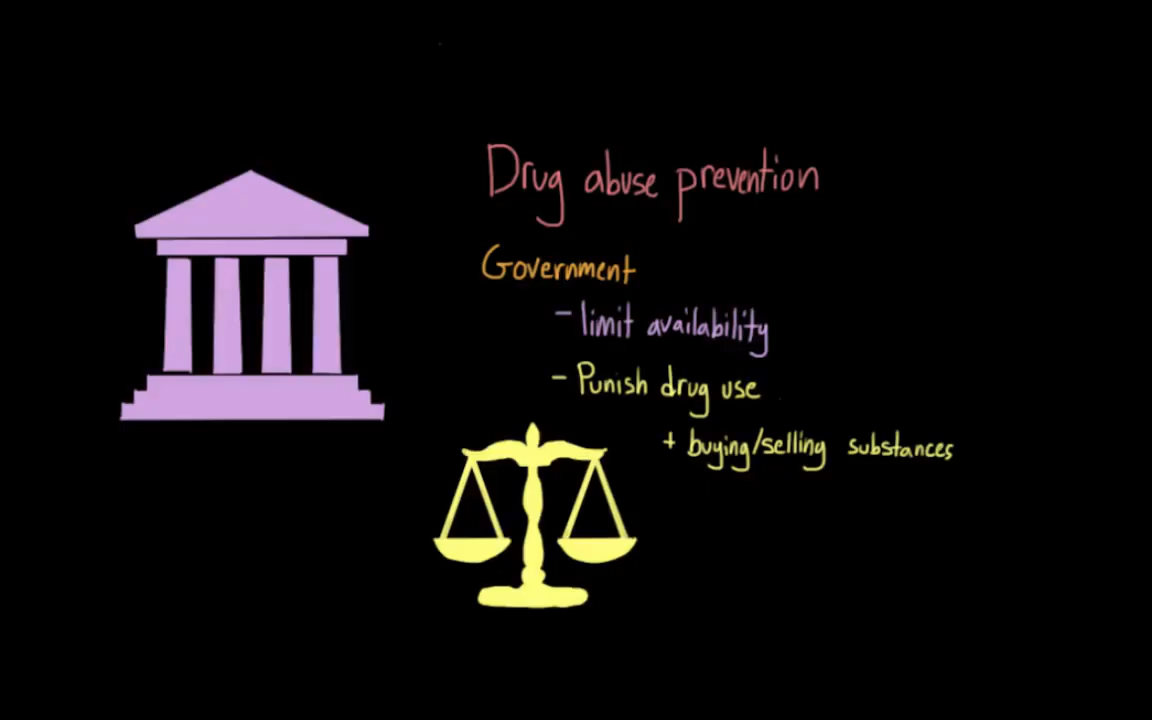 Drug abuse prevention
Government
- limit availability
- Punish drug use
+ buying/selling substances